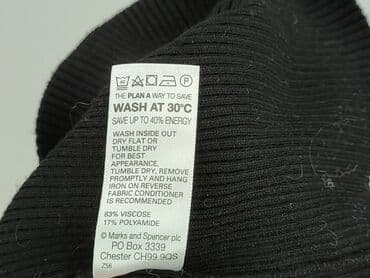 THE PLAN A WAY TO SAVE
WASH AT 30°C
SAVE UP TO 40% ENERGY
WASH INSIDE OUT
DRY FLAT OR
TUMBLE DRY
FOR BEST
APPEARANCE,
TUMBLE DRY, REMOVE
PROMPTLY AND HANG
IRON ON REVERSE
FABRIC CONDITIONER
IS RECOMMENDED
83% VISCOSE
17% POLYAMIDE
© Marks and Spencer plc
PO Box 3339
Chester CH99 9QS
Z56